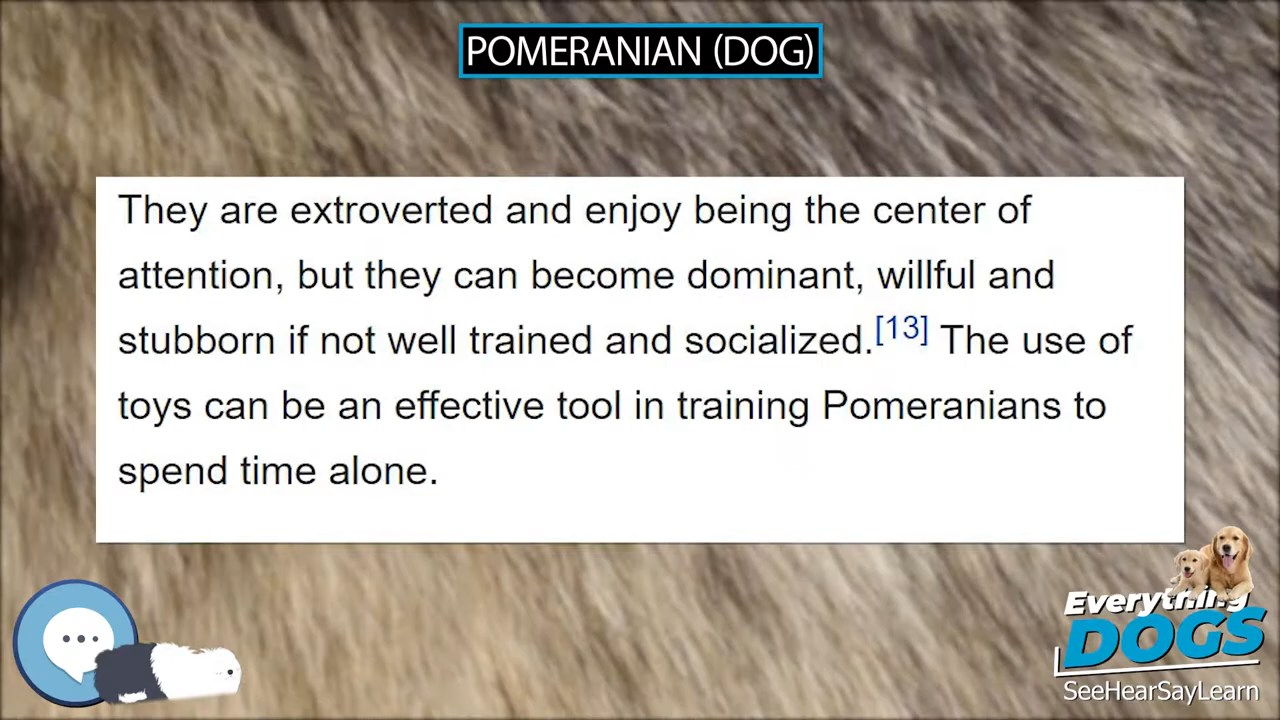 POMERANIAN (DOG)
They are extroverted and enjoy being the center of
attention, but they can become dominant, willful and
stubborn if not well trained and socialized.[13] The use of
toys can be an effective tool in training Pomeranians to
spend time alone.
Everything
DOGS
SeeHearSayLearn